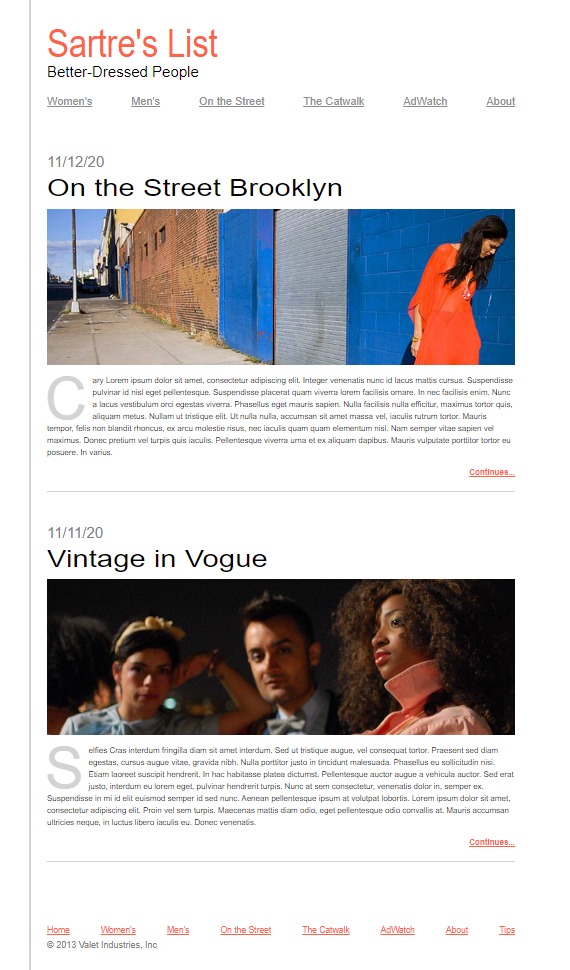 Sartre's List
Better-Dressed People
Women's Men's On the Street The Catwalk AdWatch About
11/12/20
On the Street Brooklyn
Cary Lorem ipsum dolor sit amet, consectetur adipiscing elit. Integer venenatis nunc id lacus mattis cursus. Suspendisse
pulvinar id nisl eget pellentesque. Suspendisse placerat quam viverra lorem facilisis ornare. In nec facilisis enim. Nunc
a lacus vestibulum orci egestas viverra. Phasellus eget mauris sapien. Nulla facilisis nulla efficitur, maximus tortor quis,
aliquam metus. Nullam ut tristique elit. Ut nulla nulla, accumsan sit amet massa vel, iaculis rutrum tortor. Mauris
tempor, felis non blandit rhoncus, ex arcu molestie risus, nec iaculis quam quam elementum nisl. Nam semper vitae sapien vel
maximus. Donec pretium vel turpis quis iaculis. Pellentesque viverra urna et ex aliquam dapibus. Mauris vulputate porttitor tortor eu
posuere. In varius.
Continues...
11/11/20
Vintage in Vogue
Selfies Cras interdum fringilla diam sit amet interdum. Sed ut tristique augue, vel consequat tortor. Praesent sed diam
egestas, cursus augue vitae, gravida nibh. Nulla porttitor justo in tincidunt malesuada. Phasellus eu sollicitudin nisi.
Etiam laoreet suscipit hendrerit. In hac habitasse platea dictumst. Pellentesque auctor augue a vehicula auctor. Sed erat
justo, interdum eu lorem eget, pulvinar hendrerit turpis. Nunc at sem consectetur, venenatis dolor in, semper ex.
Suspendisse in mi id elit euismod semper id sed nunc. Aenean pellentesque ipsum at volutpat lobortis. Lorem ipsum dolor sit amet,
consectetur adipiscing elit. Proin vel sem turpis. Maecenas mattis diam odio, eget pellentesque odio convallis at. Mauris accumsan
ultricies neque, in luctus libero iaculis eu. Donec venenatis.
Continues...
Home Women's Men's On the Street The Catwalk AdWatch About Tips
© 2013 Valet Industries, Inc